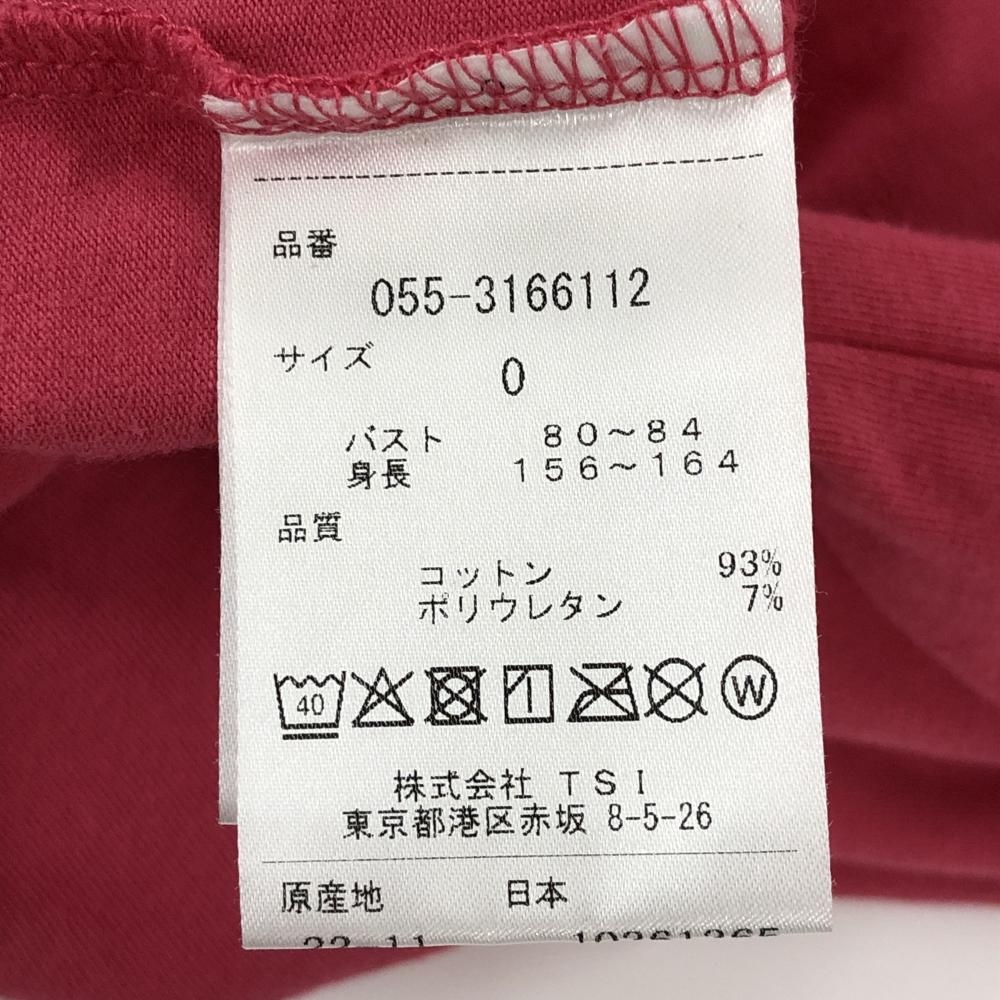 品番
055-3166112
サイズ
0
バスト 80~84
身長 156~164
品質
コットン 93%
ポリウレタン 7%
40 W
株式会社 TSI
東京都港区赤坂 8-5-26
原産地 日本